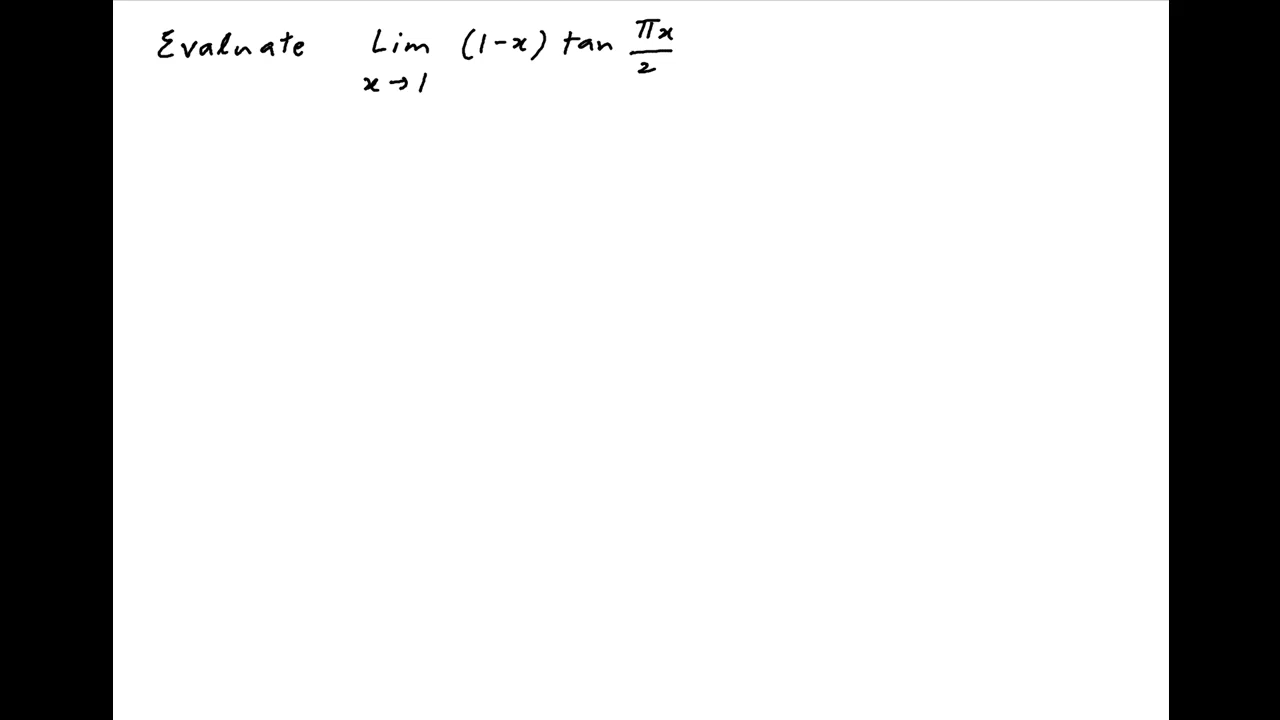 Evaluate Lim (1-x) tan πx/2
x→1